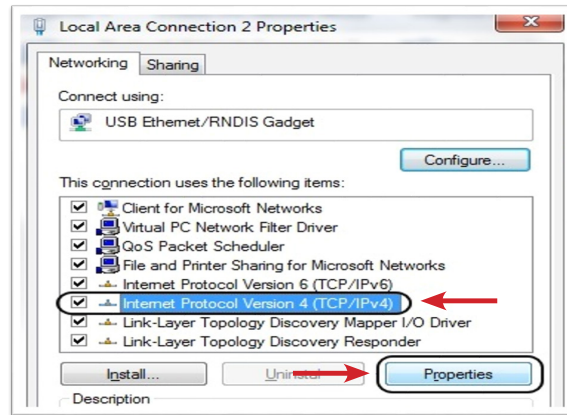 Local Area Connection 2 Properties
Networking
Sharing
Connect using:
USB Ethernet/RNDIS Gadget
Configure...
This connection uses the following items:
Client for Microsoft Networks
Virtual PC Network Filter Driver
QoS Packet Scheduler
File and Printer Sharing for Microsoft Networks
Internet Protocol Version 6 (TCP/IPv6)
Internet Protocol Version 4 (TCP/IPv4)
Link-Layer Topology Discovery Mapper I/O Driver
Link-Layer Topology Discovery Responder
Install...
Uninstall
Properties
Description